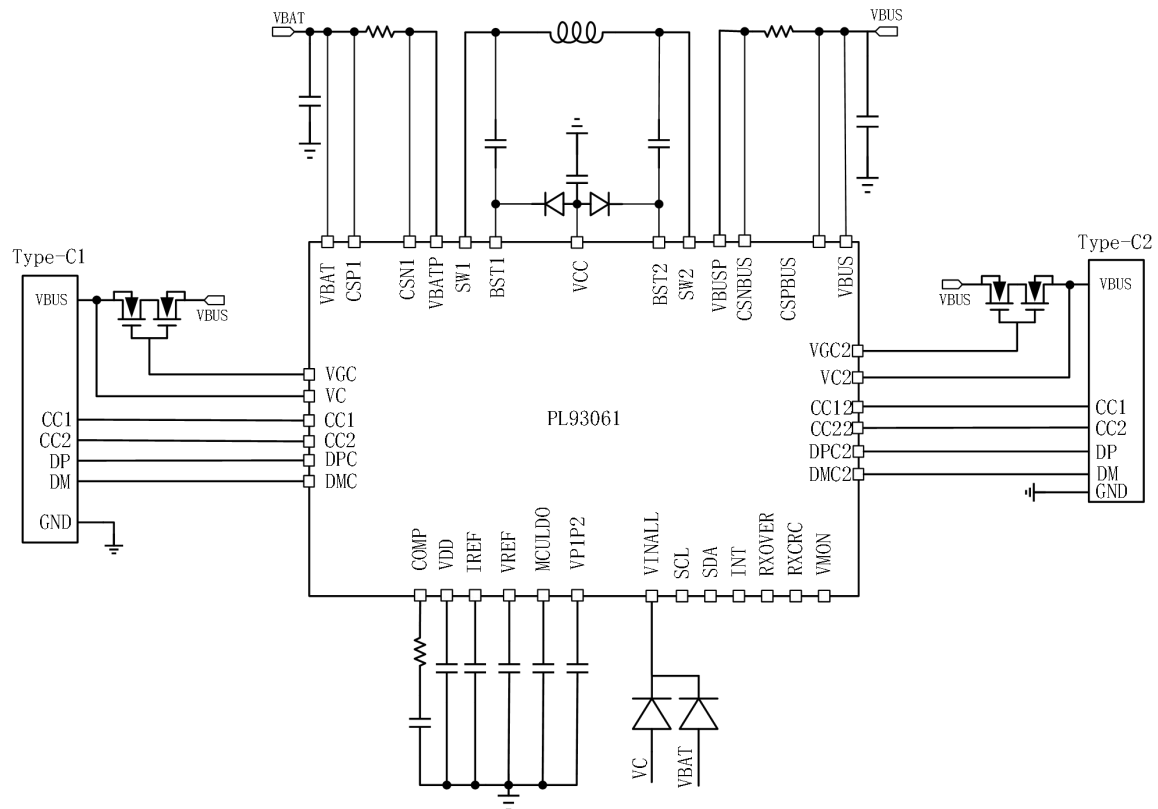 VBAT
VBUS
Type-C1
VBUS
VBUS
CC1
CC2
DP
DM
GND
VBAT
CSP1
CSN1
VBATP
SW1
BST1
VCC
BST2
SW2
VBUSP
CSNBUS
CSPBUS
VBUS
VGC
VC
CC1
CC2
DPC
DMC
PL93061
VGC2
VC2
CC12
CC22
DPC2
DMC2
Type-C2
VBUS
VBUS
CC1
CC2
DP
DM
GND
COMP
VDD
IREF
VREF
MCULDO
VP1P2
VINALL
SCL
SDA
INT
RXOVER
RXCRC
VMON
VC
VBAT